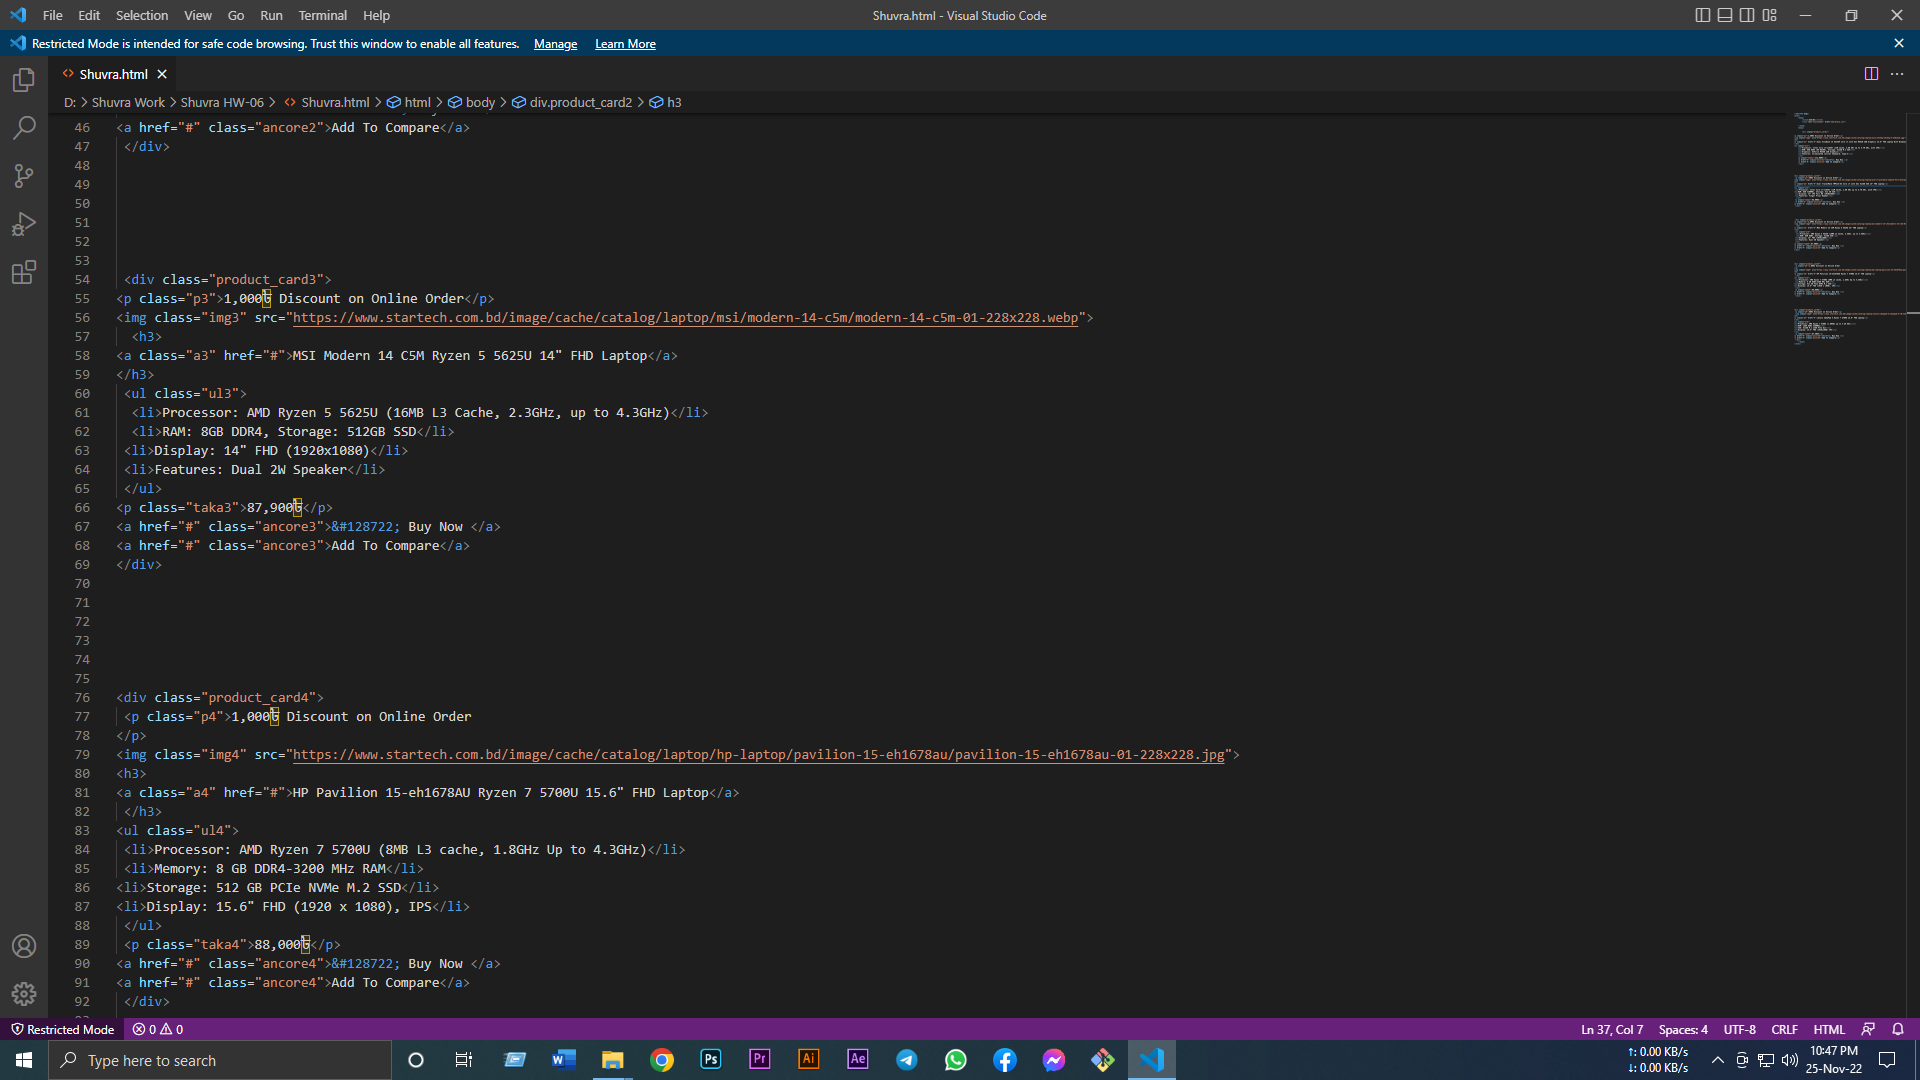 File Edit Selection View Go Run Terminal Help
Shuvra.html - Visual Studio Code
Restricted Mode is intended for safe code browsing. Trust this window to enable all features. Manage Learn More
Shuvra.html
D: > Shuvra Work > Shuvra HW-06 > Shuvra.html > html > body > div.product_card2 > h3
46 <a href="#" class="ancore2">Add To Compare</a>
47 </div>
48
49
50
51
52
53
54 <div class="product_card3">
55 <p class="p3">1,000৳ Discount on Online Order</p>
56 <img class="img3" src="https://www.startech.com.bd/image/cache/catalog/laptop/msi/modern-14-c5m/modern-14-c5m-01-228x228.webp">
57 <h3>
58 <a class="a3" href="#">MSI Modern 14 C5M Ryzen 5 5625U 14" FHD Laptop</a>
59 </h3>
60 <ul class="ul3">
61 <li>Processor: AMD Ryzen 5 5625U (16MB L3 Cache, 2.3GHz, up to 4.3GHz)</li>
62 <li>RAM: 8GB DDR4, Storage: 512GB SSD</li>
63 <li>Display: 14" FHD (1920x1080)</li>
64 <li>Features: Dual 2W Speaker</li>
65 </ul>
66 <p class="taka3">87,900৳</p>
67 <a href="#" class="ancore3">&#128722; Buy Now </a>
68 <a href="#" class="ancore3">Add To Compare</a>
69 </div>
70
71
72
73
74
75
76 <div class="product_card4">
77 <p class="p4">1,000৳ Discount on Online Order
78 </p>
79 <img class="img4" src="https://www.startech.com.bd/image/cache/catalog/laptop/hp-laptop/pavilion-15-eh1678au/pavilion-15-eh1678au-01-228x228.jpg">
80 <h3>
81 <a class="a4" href="#">HP Pavilion 15-eh1678AU Ryzen 7 5700U 15.6" FHD Laptop</a>
82 </h3>
83 <ul class="ul4">
84 <li>Processor: AMD Ryzen 7 5700U (8MB L3 cache, 1.8GHz Up to 4.3GHz)</li>
85 <li>Memory: 8 GB DDR4-3200 MHz RAM</li>
86 <li>Storage: 512 GB PCIe NVMe M.2 SSD</li>
87 <li>Display: 15.6" FHD (1920 x 1080), IPS</li>
88 </ul>
89 <p class="taka4">88,000৳</p>
90 <a href="#" class="ancore4">&#128722; Buy Now </a>
91 <a href="#" class="ancore4">Add To Compare</a>
92 </div>
Restricted Mode 0 0 Ln 37, Col 7 Spaces: 4 UTF-8 CRLF HTML
Type here to search
Ps Pr Ai Ae
↑: 0.00 KB/s
↓: 0.00 KB/s
10:47 PM
25-Nov-22